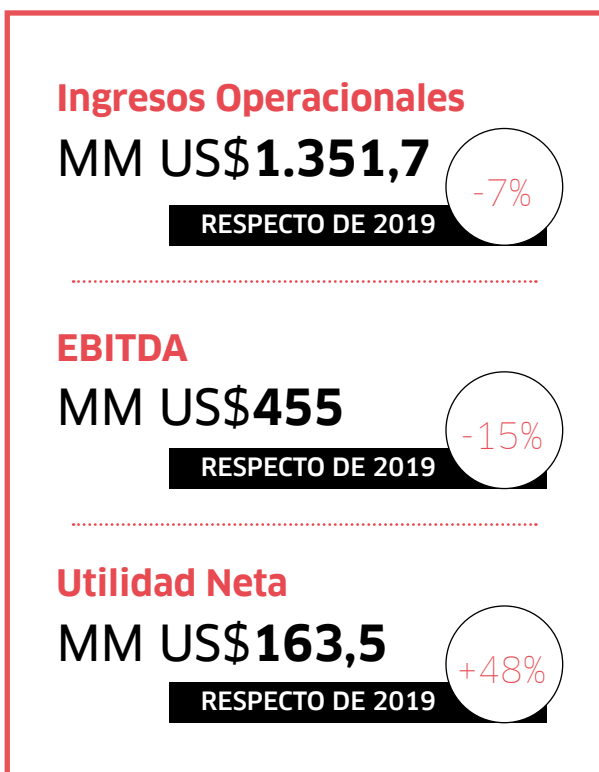 Ingresos Operacionales
MM US$1.351,7
-7%
RESPECTO DE 2019
EBITDA
MM US$455
-15%
RESPECTO DE 2019
Utilidad Neta
MM US$163,5
+48%
RESPECTO DE 2019